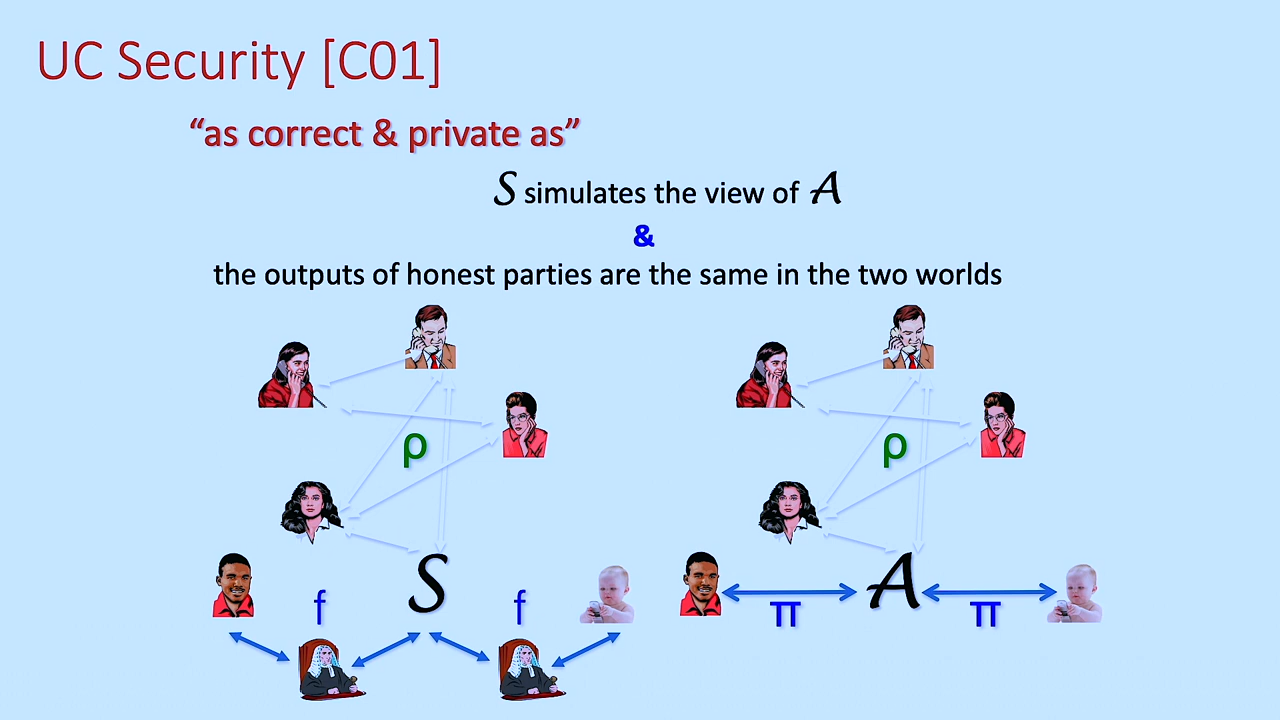 UC Security [C01]
“as correct & private as”
S simulates the view of A
&
the outputs of honest parties are the same in the two worlds
ρ ρ
f S f π A π